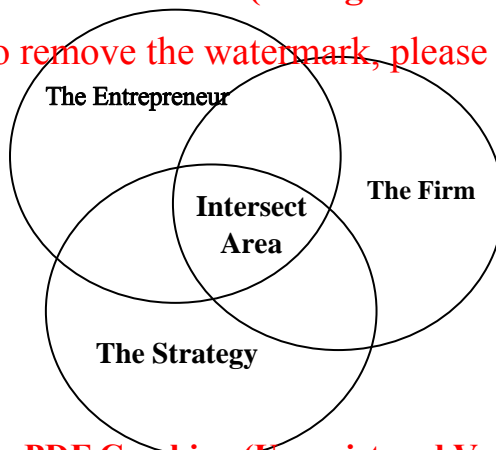 o remove the watermark, please
The Entrepreneur
The Firm
Intersect
Area
The Strategy